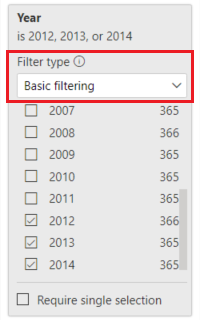 Year
is 2012, 2013, or 2014
Filter type
Basic filtering
2007 365
2008 366
2009 365
2010 365
2011 365
2012 366
2013 365
2014 365
Require single selection